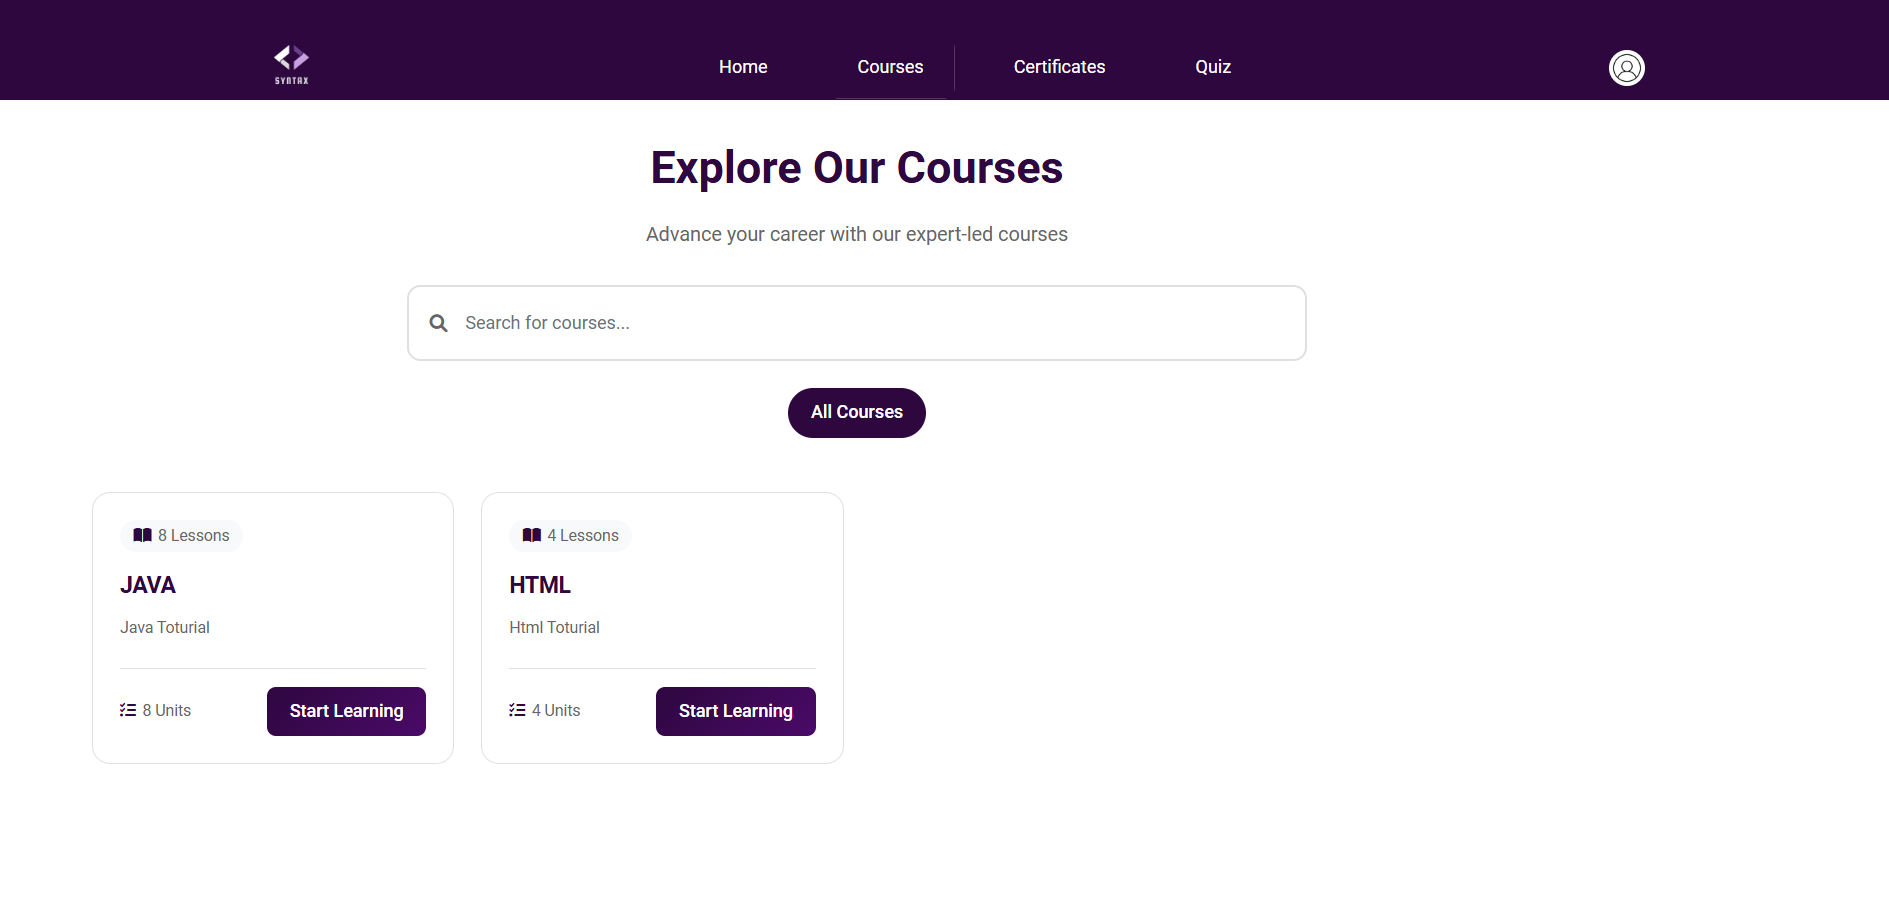 SYNTAX
Home Courses Certificates Quiz
Explore Our Courses
Advance your career with our expert-led courses
Search for courses...
All Courses
8 Lessons
JAVA
Java Toturial
8 Units Start Learning
4 Lessons
HTML
Html Toturial
4 Units Start Learning